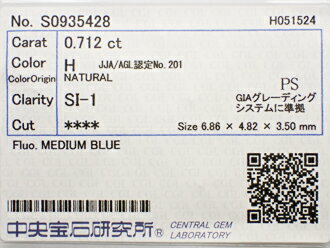 No. S0935428 H051524
Carat 0.712 ct
Color H JJA/AGL認定No.201
ColorOrigin NATURAL
Clarity SI-1 PS
GIAグレーディング
システムに準拠
Cut ****
Size 6.86 × 4.82 × 3.50 mm
Fluo. MEDIUM BLUE
中央宝石研究所® CENTRAL GEM
LABORATORY